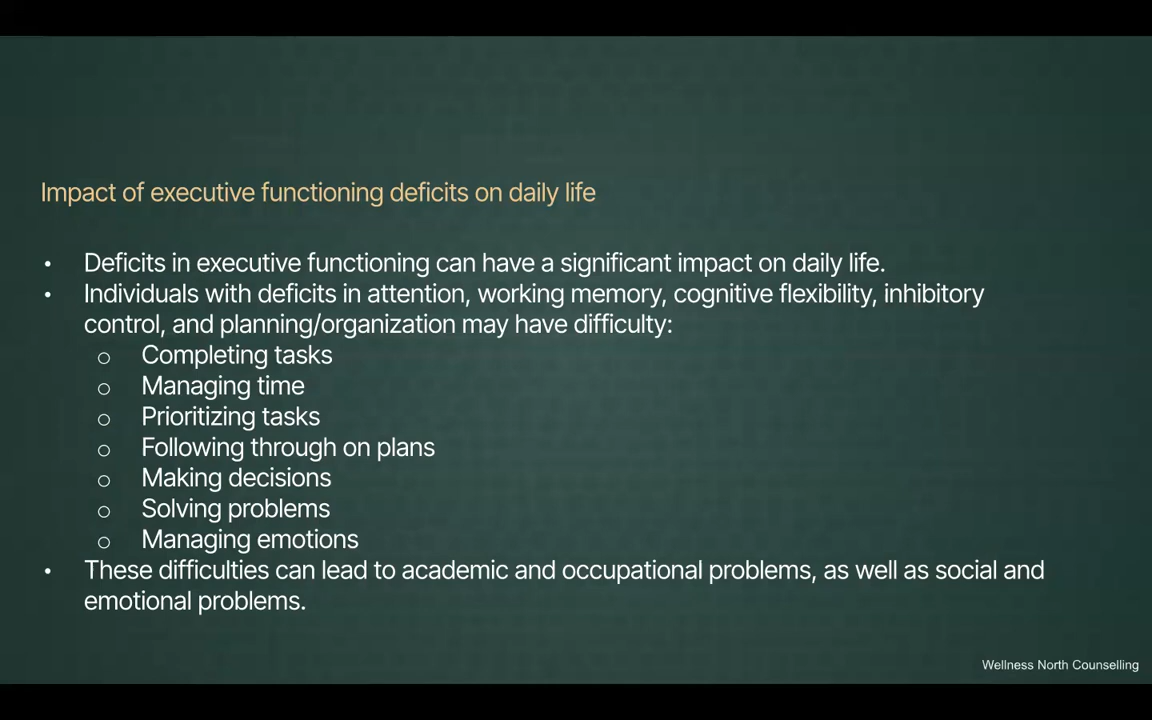 Impact of executive functioning deficits on daily life
• Deficits in executive functioning can have a significant impact on daily life.
• Individuals with deficits in attention, working memory, cognitive flexibility, inhibitory
control, and planning/organization may have difficulty:
o Completing tasks
o Managing time
o Prioritizing tasks
o Following through on plans
o Making decisions
o Solving problems
o Managing emotions
• These difficulties can lead to academic and occupational problems, as well as social and
emotional problems.
Wellness North Counselling